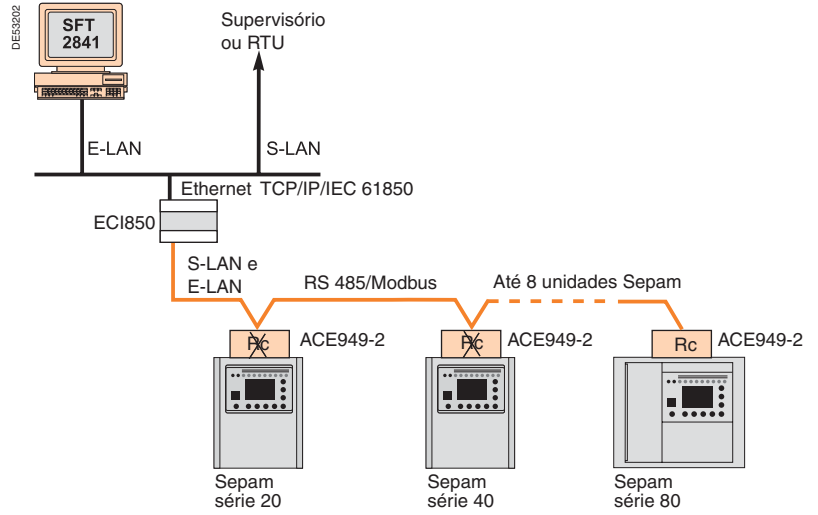 DE53202
SFT
2841
Supervisório
ou RTU
E-LAN
S-LAN
Ethernet TCP/IP/IEC 61850
ECI850
S-LAN e
E-LAN
RS 485/Modbus
Até 8 unidades Sepam
Rc
ACE949-2
Rc
ACE949-2
Rc
ACE949-2
Sepam
série 20
Sepam
série 40
Sepam
série 80